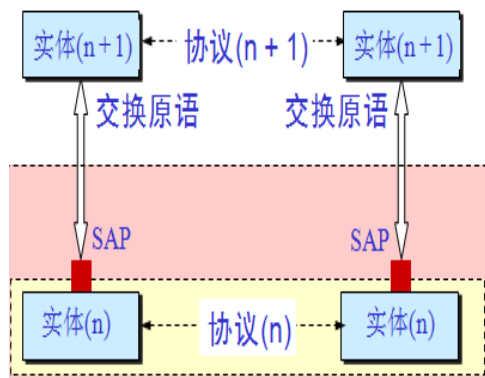 实体(n+1) 协议(n + 1) 实体(n+1)
交换原语 交换原语
SAP SAP
实体(n) 协议(n) 实体(n)